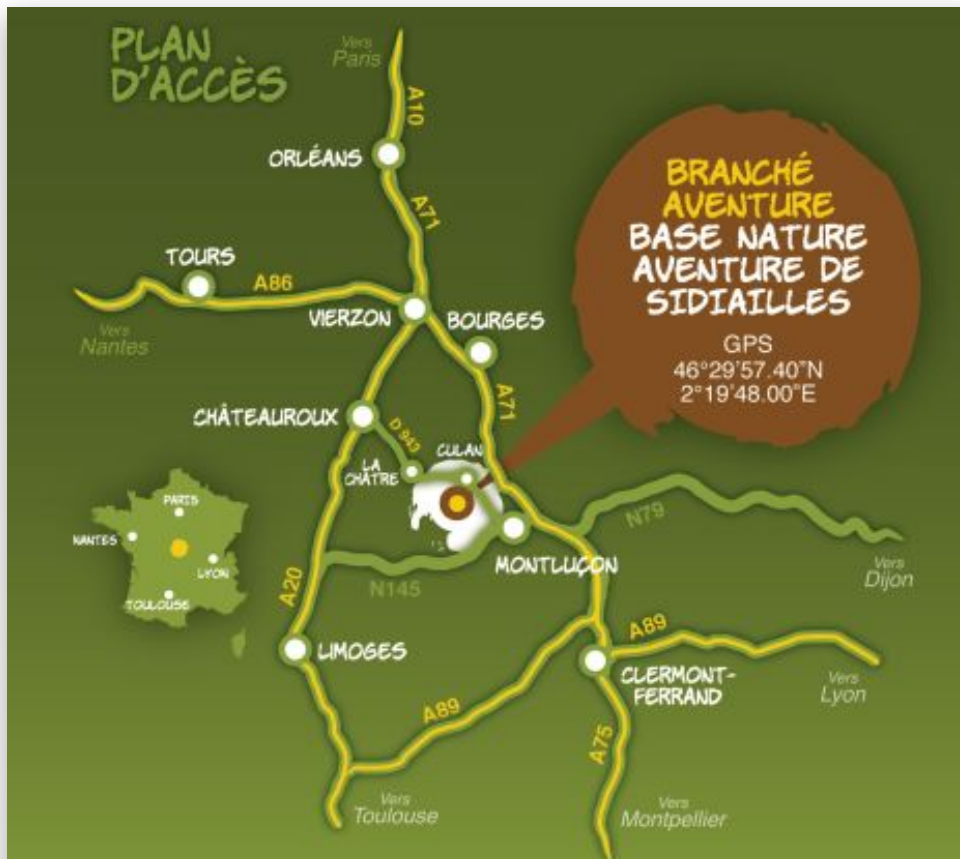 PLAN
D'ACCÈS
Vers
Paris
A10
ORLÉANS
A71
BRANCHÉ
AVENTURE
BASE NATURE
AVENTURE DE
SIDIAILLES
GPS
46°29'57.40"N
2°19'48.00"E
TOURS
A86
VIERZON
BOURGES
Vers
Nantes
A71
CHÂTEAUROUX
D 943
CULAN
LA
CHÂTRE
PARIS
NANTES
LYON
TOULOUSE
N79
MONTLUÇON
Vers
Dijon
N145
A20
LIMOGES
A89
CLERMONT-
FERRAND
Vers
Lyon
A89
A75
Vers
Toulouse
Vers
Montpellier